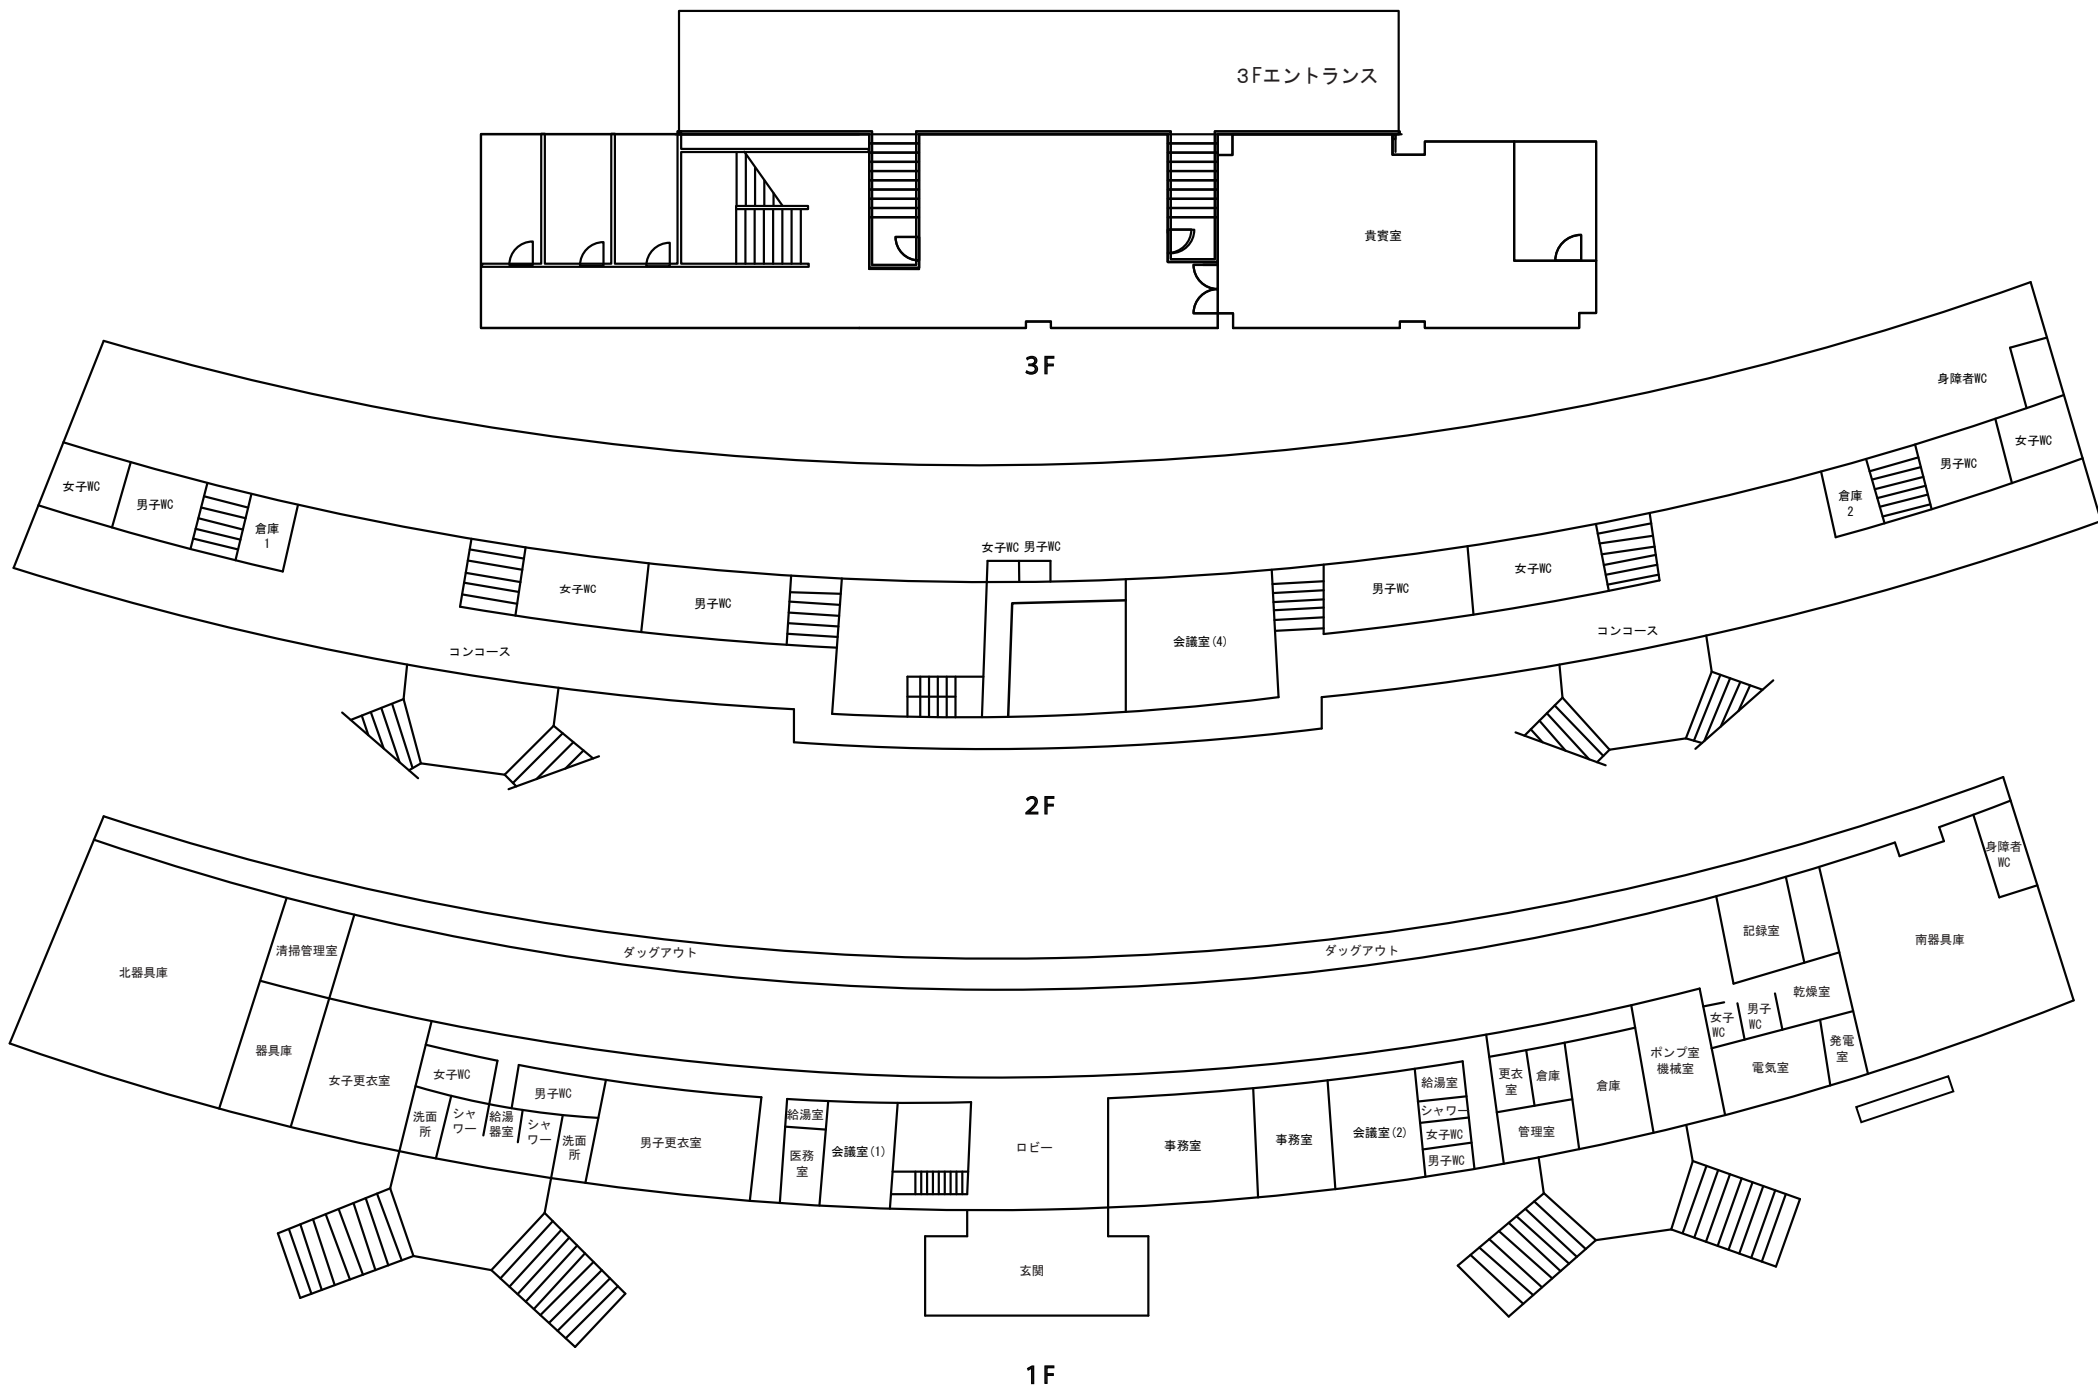 ３Fエントランス
貴賓室
3F
身障者WC
女子WC
男子WC
倉庫
1
女子WC
男子WC
女子WC 男子WC
会議室(4)
男子WC
女子WC
倉庫
2
男子WC
女子WC
コンコース
コンコース
2F
北器具庫
清掃管理室
器具庫
女子更衣室
ダッグアウト
ダッグアウト
女子WC
洗面
所
シャ
ワー
給湯
器室
男子WC
シャ
ワー
洗面
所
男子更衣室
給湯室
医務
室
会議室(1)
ロビー
事務室
事務室
会議室(2)
給湯室
シャワー
女子WC
男子WC
更衣
室
倉庫
管理室
倉庫
ポンプ室
機械室
記録室
女子
WC
男子
WC
乾燥室
電気室
発電
室
南器具庫
身障者
WC
玄関
1F